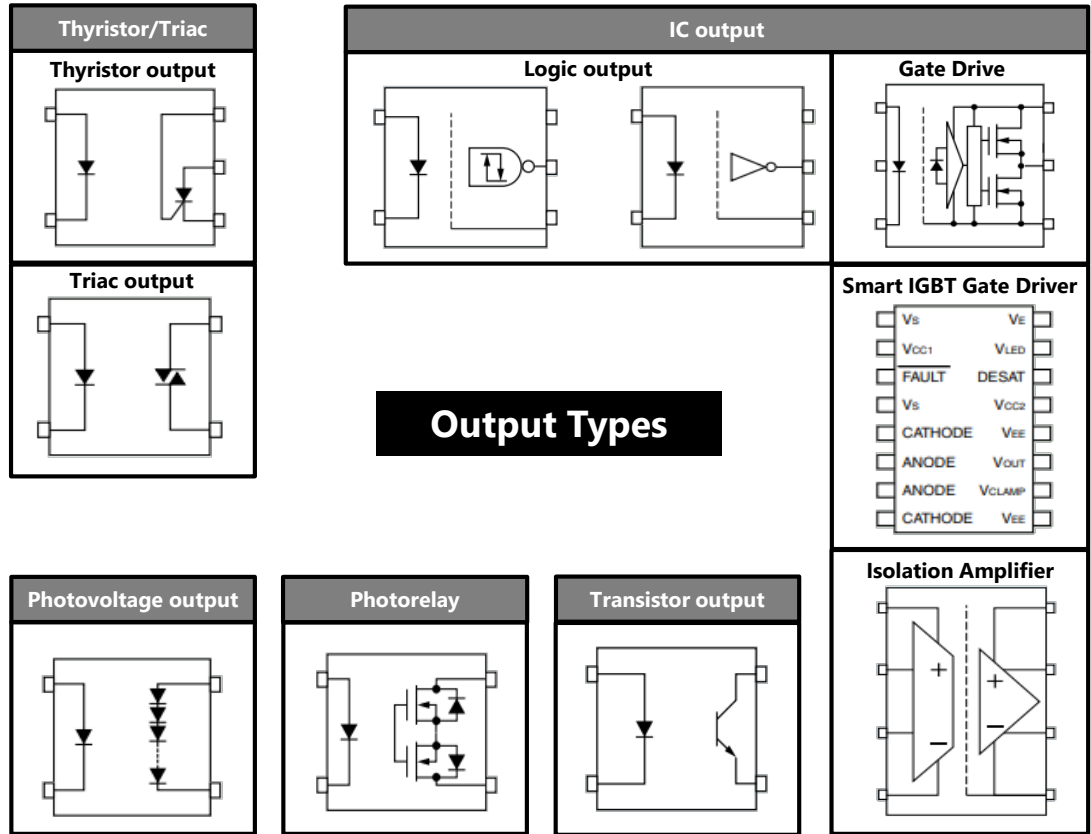 Thyristor/Triac
Thyristor output
Triac output
IC output
Logic output
Gate Drive
Smart IGBT Gate Driver
VS VE
VCC1 VLED
FAULT DESAT
VS VCC2
CATHODE VEE
ANODE VOUT
ANODE VCLAMP
CATHODE VEE
Isolation Amplifier
+
−
+
−
Output Types
Photovoltage output
Photorelay
Transistor output